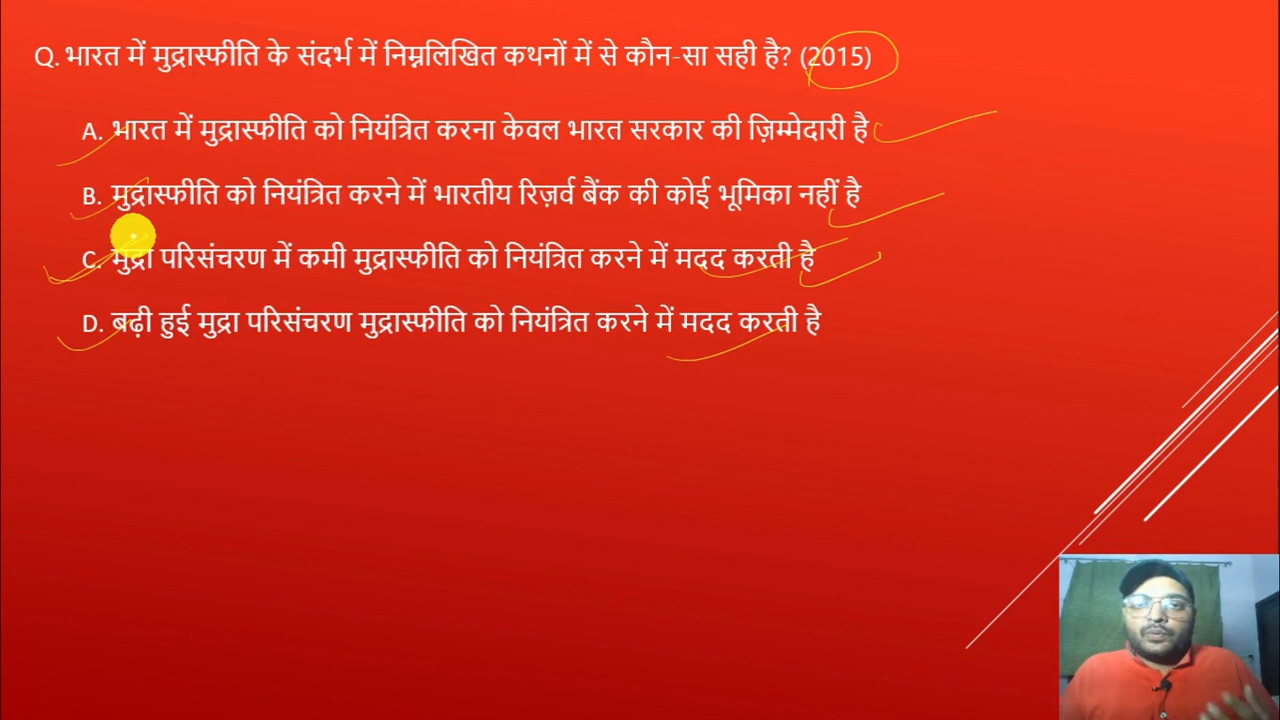 Q. भारत में मुद्रास्फीति के संदर्भ में निम्नलिखित कथनों में से कौन-सा सही है? (2015)
A. भारत में मुद्रास्फीति को नियंत्रित करना केवल भारत सरकार की ज़िम्मेदारी है
B. मुद्रास्फीति को नियंत्रित करने में भारतीय रिज़र्व बैंक की कोई भूमिका नहीं है
C. मुद्रा परिसंचरण में कमी मुद्रास्फीति को नियंत्रित करने में मदद करती है
D. बढ़ी हुई मुद्रा परिसंचरण मुद्रास्फीति को नियंत्रित करने में मदद करती है